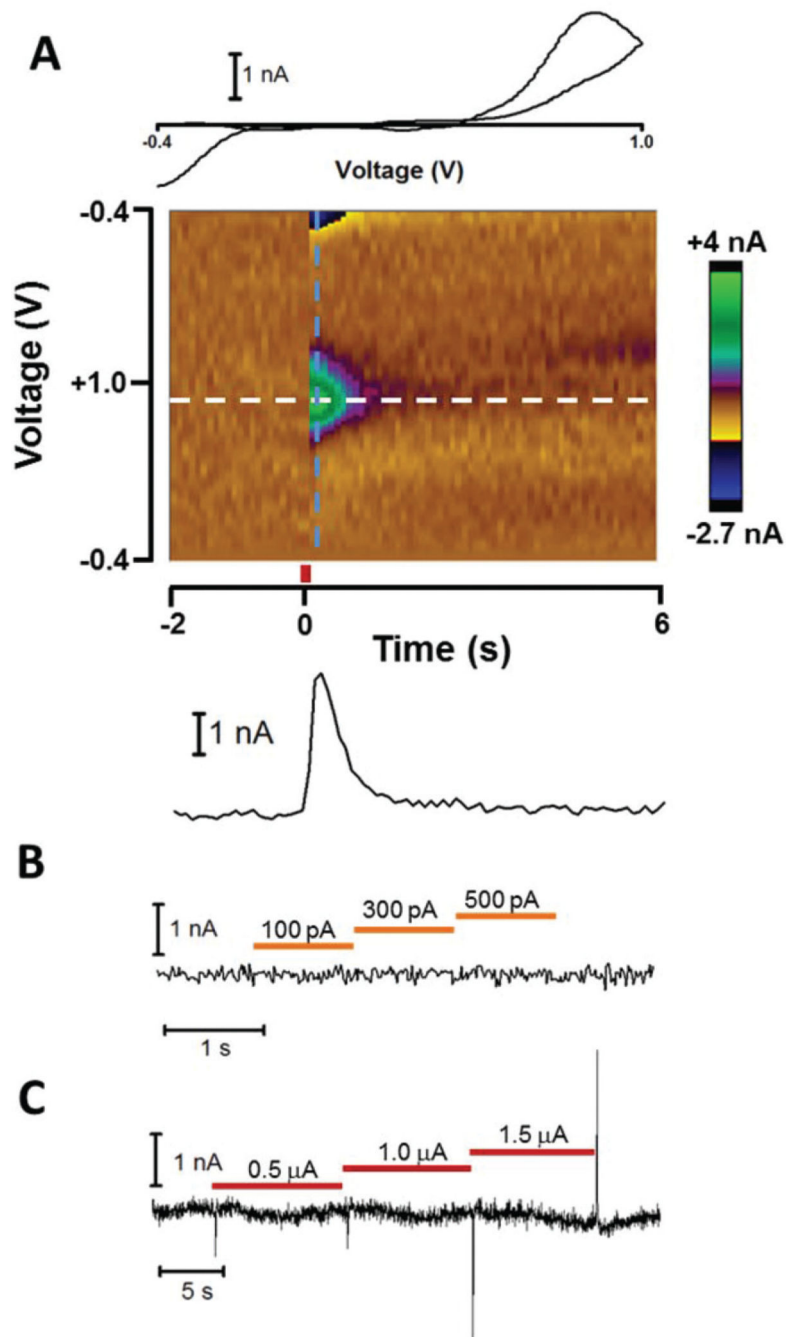 A
1 nA
-0.4
1.0
Voltage (V)
-0.4
+1.0
-0.4
Voltage (V)
+4 nA
-2.7 nA
-2
0
6
Time (s)
1 nA
B
1 nA
100 pA
300 pA
500 pA
1 s
C
1 nA
0.5 µA
1.0 µA
1.5 µA
5 s